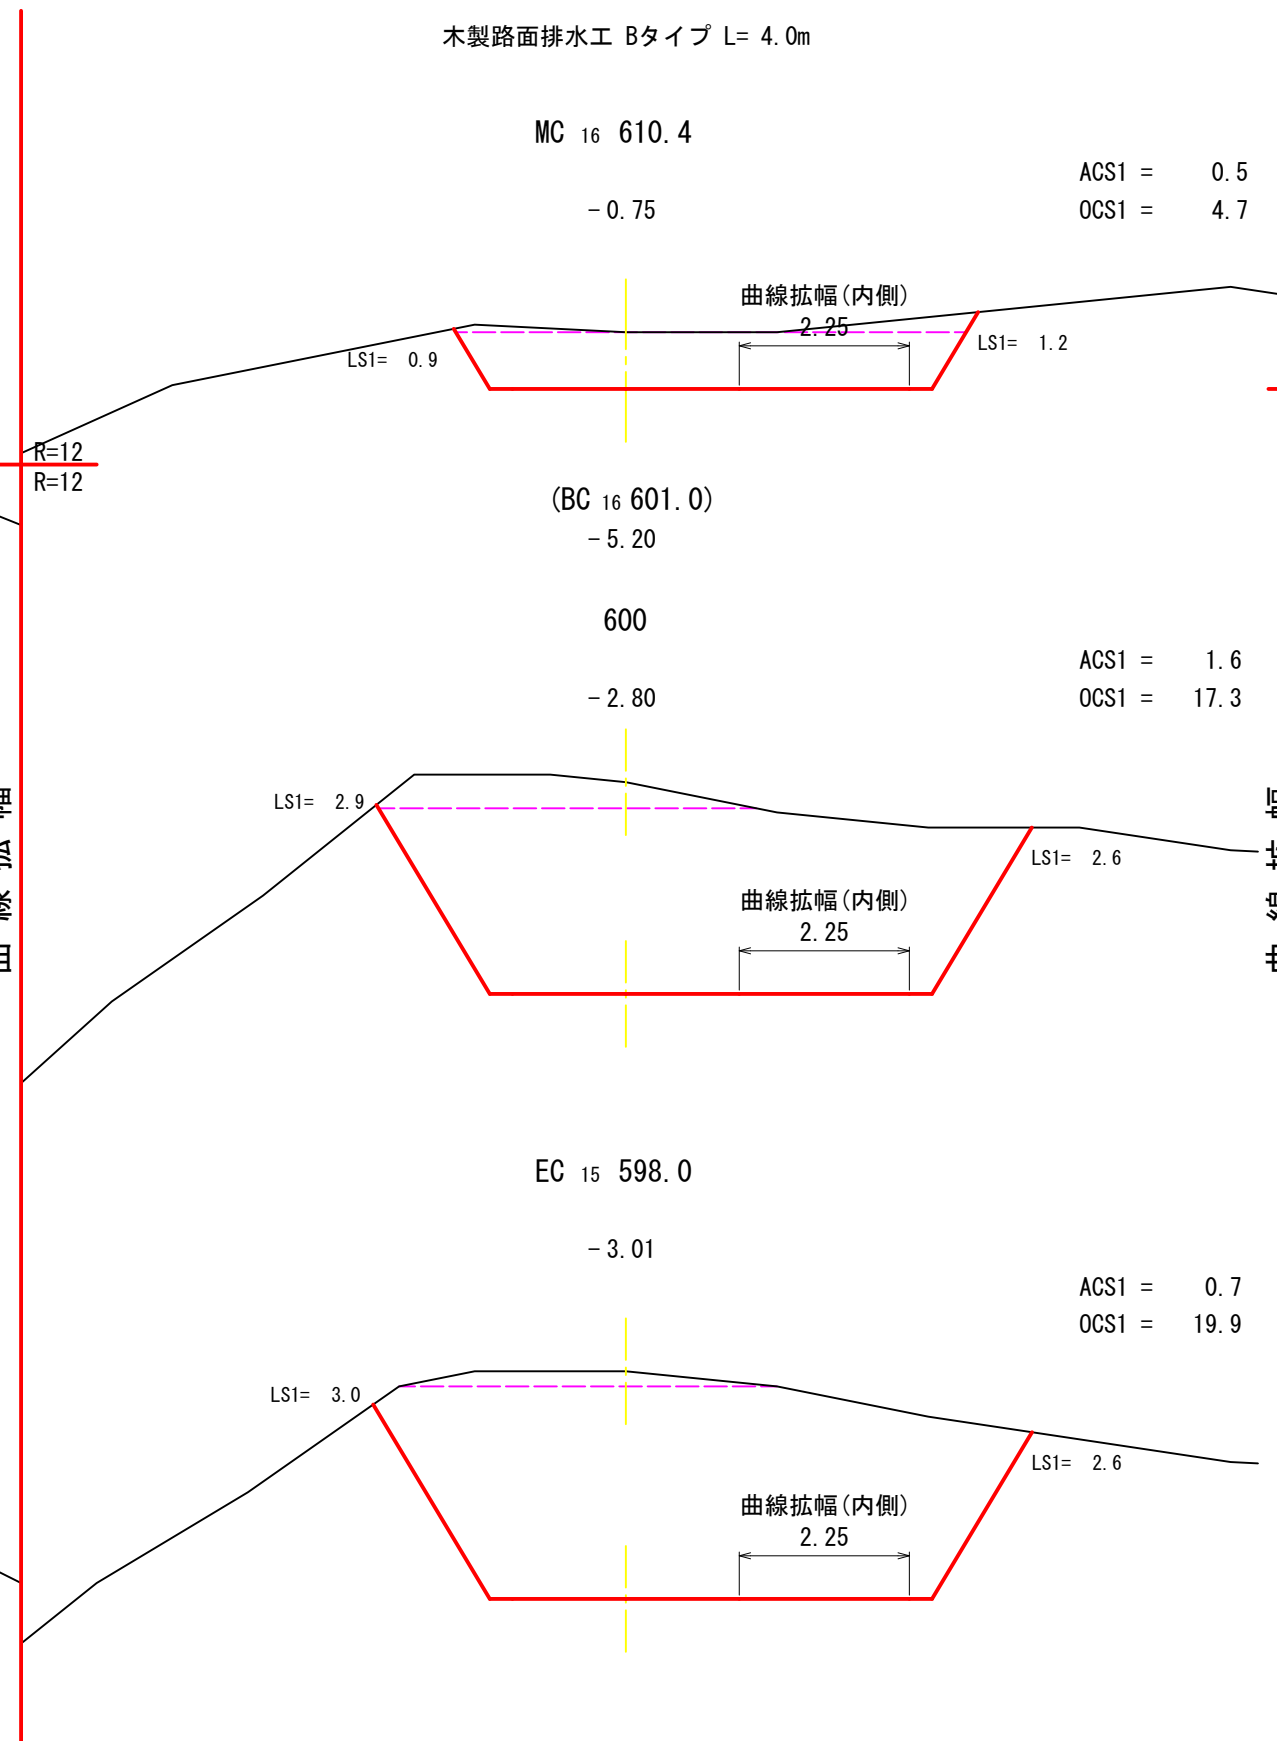 木製路面排水工 Bタイプ L= 4.0m
MC 16 610.4
ACS1 = 0.5
-0.75
OCS1 = 4.7
曲線拡幅(内側)
2.25
LS1= 0.9
LS1= 1.2
R=12
R=12
(BC 16 601.0)
-5.20
600
ACS1 = 1.6
-2.80
OCS1 = 17.3
LS1= 2.9
LS1= 2.6
曲線拡幅(内側)
2.25
EC 15 598.0
-3.01
ACS1 = 0.7
OCS1 = 19.9
LS1= 3.0
LS1= 2.6
曲線拡幅(内側)
2.25